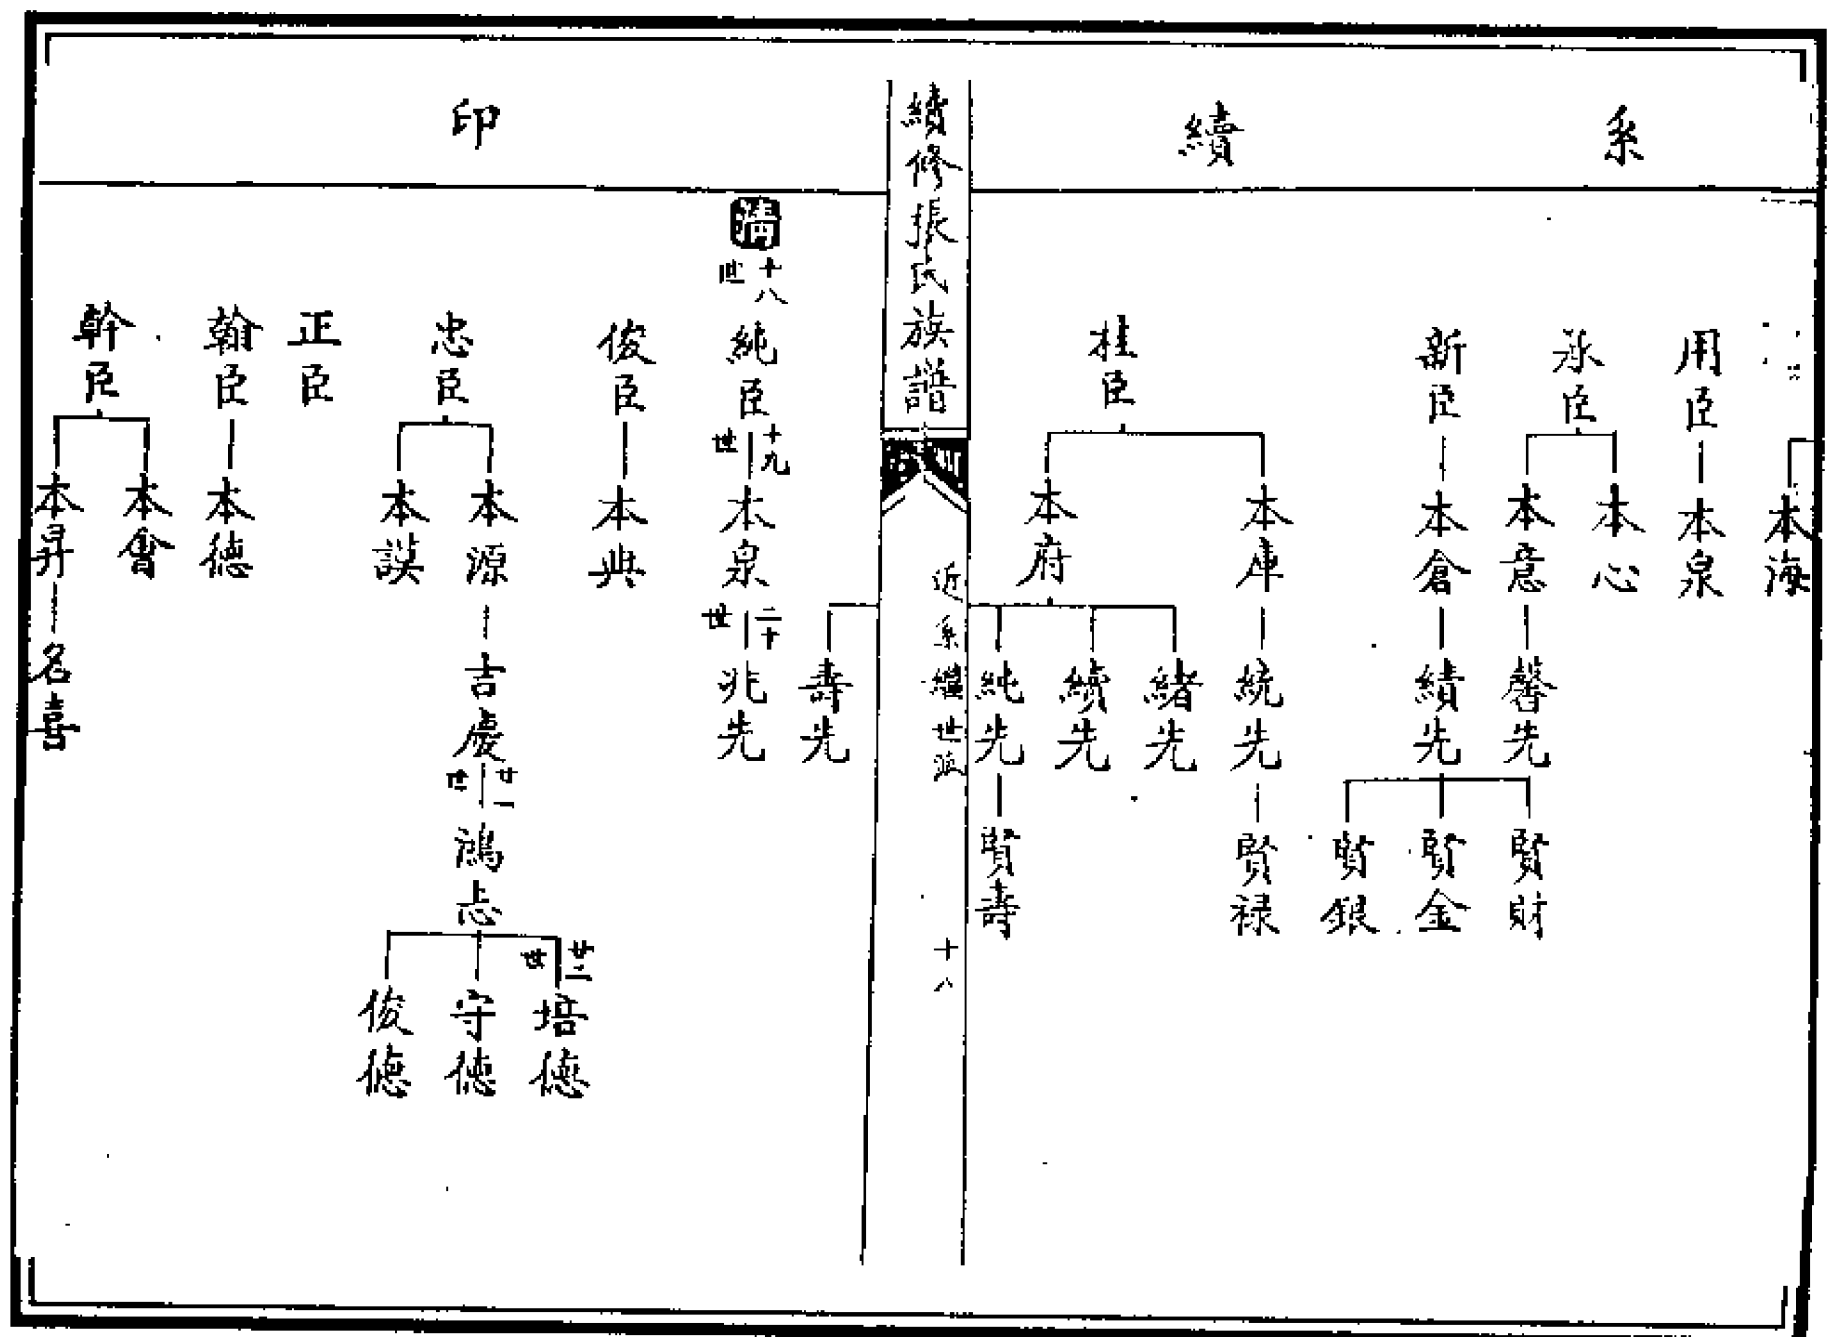 系
續
本海
用臣
本泉
承臣
本心
本意
馨先
新臣
本倉
績先
賢財
賢金
賢銀
桂臣
本庫
統先
賢禄
本府
緒先
續先
純先
賢壽
壽先
續修張氏族譜
近系繼世派
十八
印
清
十八世
純臣
十九世
本泉
二十世
兆先
俊臣
本典
忠臣
本源
吉慶
廿一世
鴻志
廿二世
培德
守德
俊德
本謨
正臣
翰臣
本德
幹臣
本會
本昇
名喜